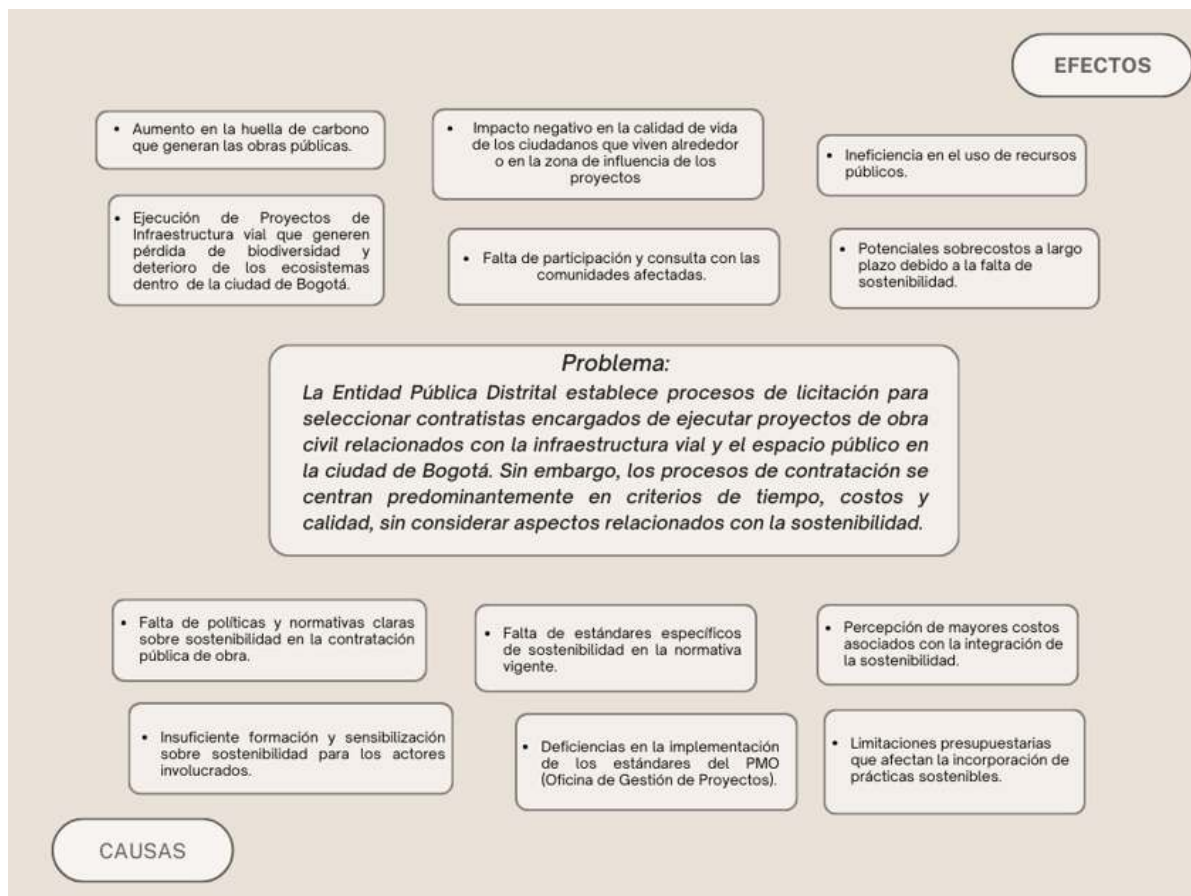 EFECTOS
• Aumento en la huella de carbono
que generan las obras públicas.
• Impacto negativo en la calidad de vida
de los ciudadanos que viven alrededor
o en la zona de influencia de los
proyectos
• Ineficiencia en el uso de recursos
públicos.
• Ejecución de Proyectos de
Infraestructura vial que generen
pérdida de biodiversidad y
deterioro de los ecosistemas
dentro de la ciudad de Bogotá.
• Falta de participación y consulta con las
comunidades afectadas.
• Potenciales sobrecostos a largo
plazo debido a la falta de
sostenibilidad.
Problema:
La Entidad Pública Distrital establece procesos de licitación para
seleccionar contratistas encargados de ejecutar proyectos de obra
civil relacionados con la infraestructura vial y el espacio público en
la ciudad de Bogotá. Sin embargo, los procesos de contratación se
centran predominantemente en criterios de tiempo, costos y
calidad, sin considerar aspectos relacionados con la sostenibilidad.
• Falta de políticas y normativas claras
sobre sostenibilidad en la contratación
pública de obra.
• Falta de estándares específicos
de sostenibilidad en la normativa
vigente.
• Percepción de mayores costos
asociados con la integración de
la sostenibilidad.
• Insuficiente formación y sensibilización
sobre sostenibilidad para los actores
involucrados.
• Deficiencias en la implementación
de los estándares del PMO
(Oficina de Gestión de Proyectos).
• Limitaciones presupuestarias
que afectan la incorporación de
prácticas sostenibles.
CAUSAS